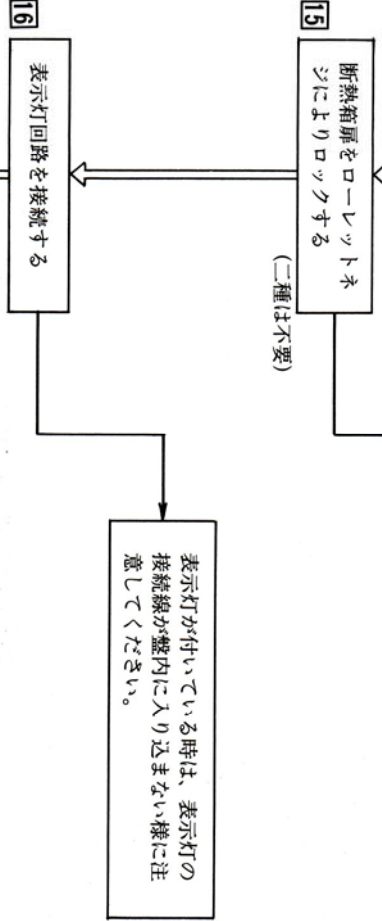 15
断熱箱扉をローレットネ
ジによりロックする
(二種は不要)
16
表示灯回路を接続する
表示灯が付いている時は、表示灯の
接続線が盤内に入り込まない様に注
意してください。